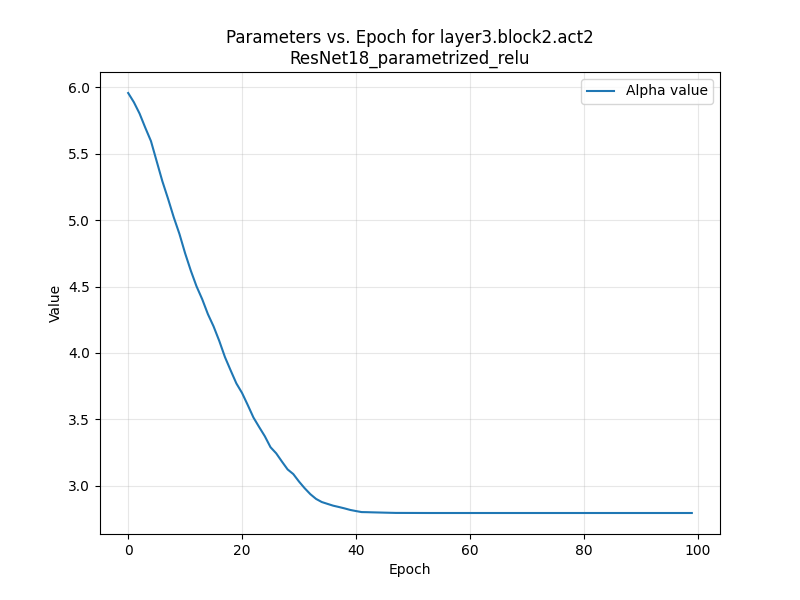 Parameters vs. Epoch for layer3.block2.act2
ResNet18_parametrized_relu
Alpha value
6.0
5.5
5.0
4.5
4.0
3.5
3.0
Value
0
20
40
60
80
100
Epoch